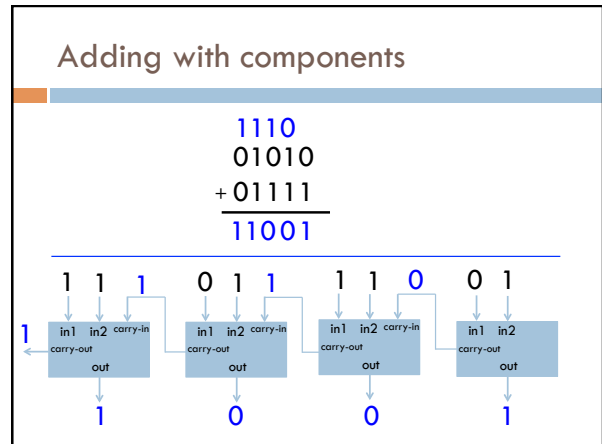 Adding with components
1110
01010
+ 01111
11001
1 1 1 0 1 1 1 1 0 0 1
in1 in2 carry-in in1 in2 carry-in in1 in2 carry-in in1 in2
1 carry-out carry-out carry-out carry-out
out out out out
1 0 0 1